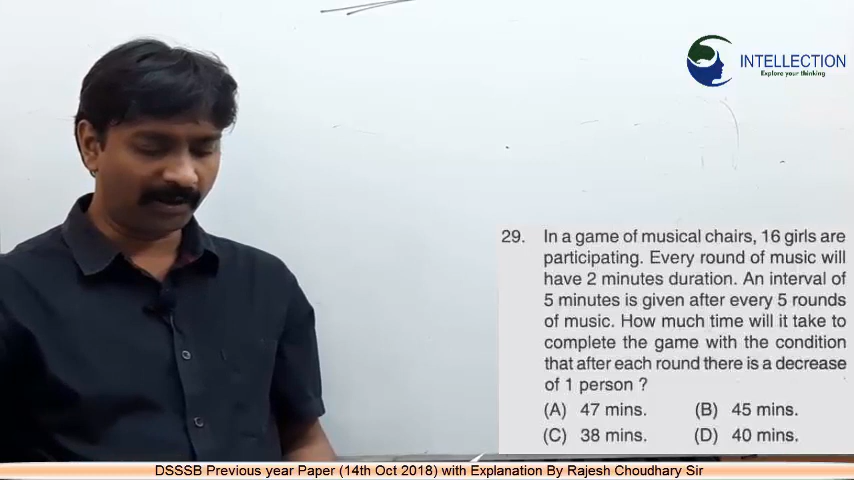 INTELLECTION
Explore your thinking
29. In a game of musical chairs, 16 girls are
participating. Every round of music will
have 2 minutes duration. An interval of
5 minutes is given after every 5 rounds
of music. How much time will it take to
complete the game with the condition
that after each round there is a decrease
of 1 person ?
(A) 47 mins. (B) 45 mins.
(C) 38 mins. (D) 40 mins.
DSSSB Previous year Paper (14th Oct 2018) with Explanation By Rajesh Choudhary Sir